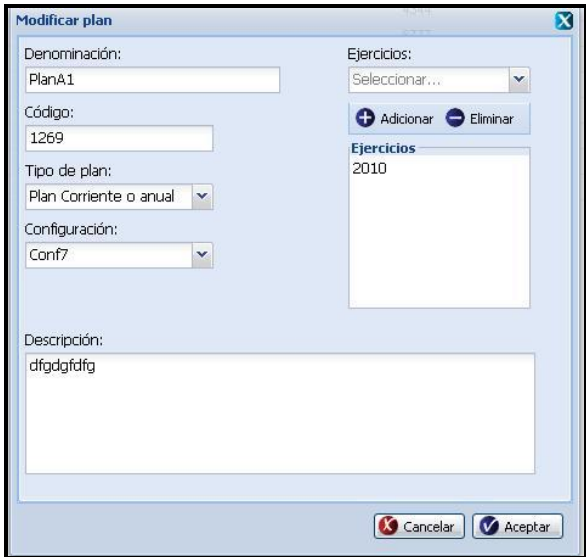 Modificar plan
Denominación:
PlanA1
Código:
1269
Tipo de plan:
Plan Corriente o anual
Configuración:
Conf7
Ejercicios:
Seleccionar...
Adicionar Eliminar
Ejercicios
2010
Descripción:
dfgdgfdfg
Cancelar Aceptar